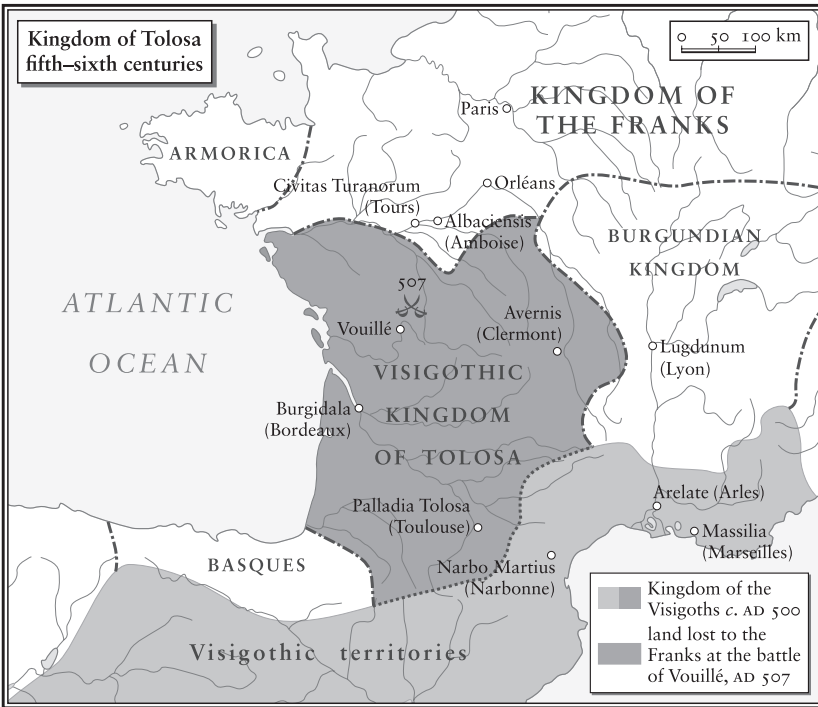 Kingdom of Tolosa
fifth–sixth centuries
0 50 100 km
Paris
KINGDOM OF
THE FRANKS
ARMORICA
Civitas Turanorum
(Tours)
Orléans
Albaciensis
(Amboise)
BURGUNDIAN
KINGDOM
ATLANTIC
OCEAN
507
Vouillé
Avernis
(Clermont)
Lugdunum
(Lyon)
VISIGOTHIC
KINGDOM
OF TOLOSA
Burgidala
(Bordeaux)
Palladia Tolosa
(Toulouse)
Arelate (Arles)
Massilia
(Marseilles)
Narbo Martius
(Narbonne)
BASQUES
Visigothic territories
Kingdom of the
Visigoths c. AD 500
land lost to the
Franks at the battle
of Vouillé, AD 507